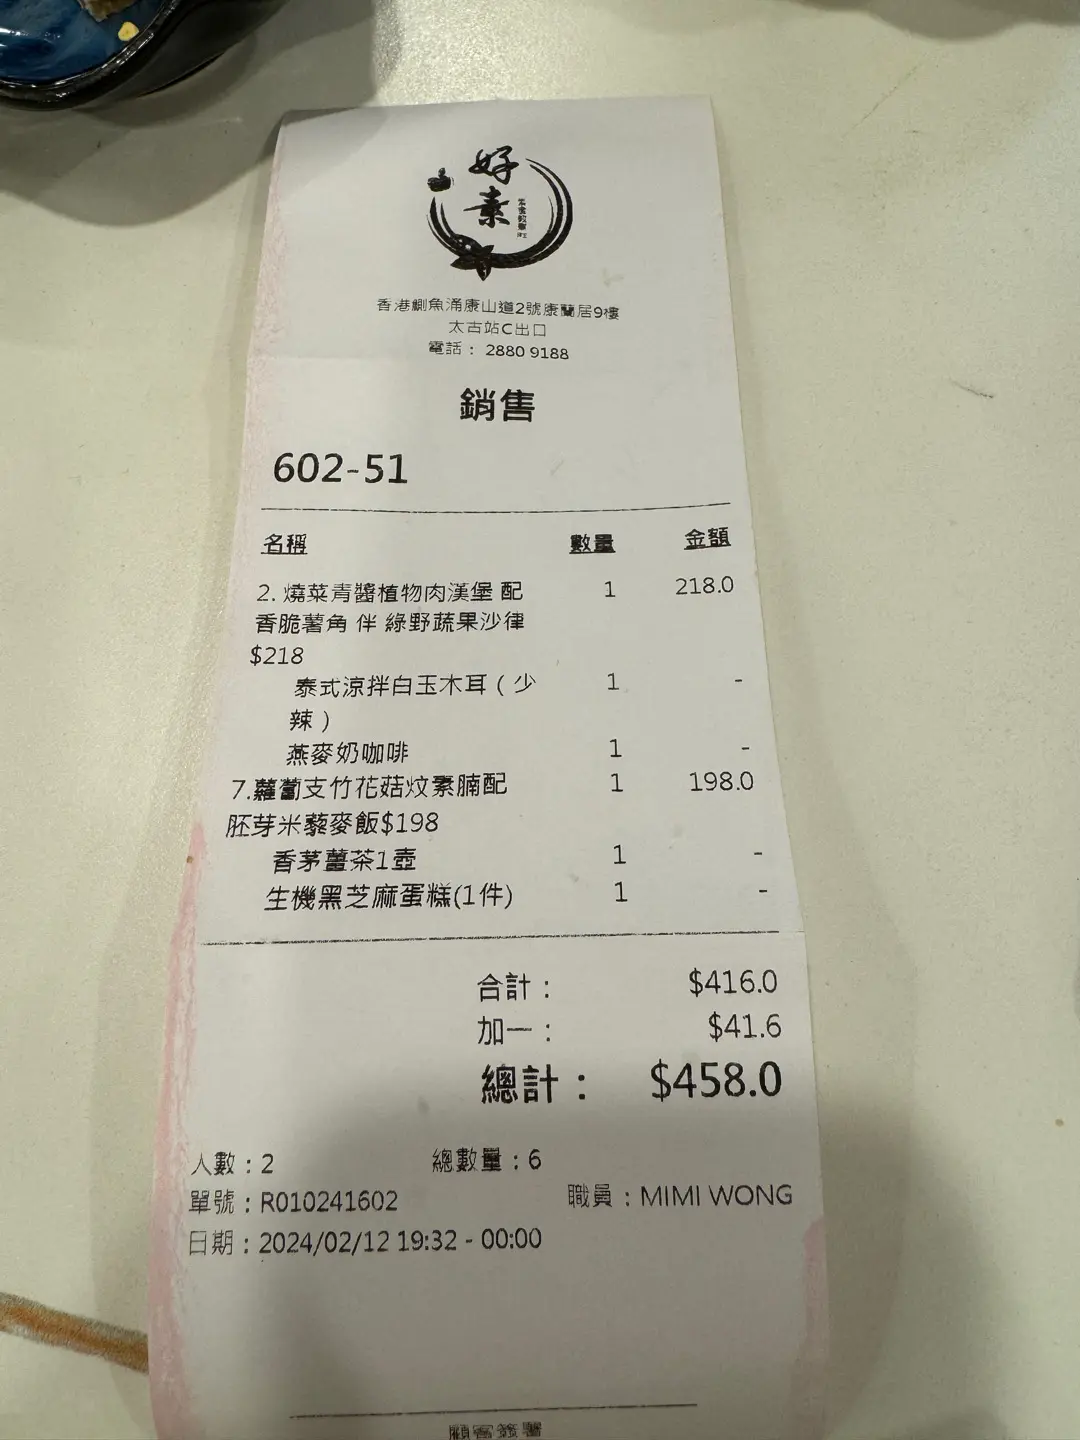 好
素
香港鰂魚涌康山道2號康蘭居9樓
太古站C出口
電話： 2880 9188
銷售
602-51
名稱 數量 金額
2. 燒菜青醬植物肉漢堡 配 1 218.0
香脆薯角 伴 綠野蔬果沙律
$218
泰式涼拌白玉木耳（少 1 -
辣）
燕麥奶咖啡 1 -
7.蘿蔔支竹花菇炆素腩配 1 198.0
胚芽米藜麥飯$198
香茅薑茶1壺 1 -
生機黑芝麻蛋糕(1件) 1 -
合計： $416.0
加一： $41.6
總計： $458.0
人數：2 總數量：6
單號：R010241602 職員：MIMI WONG
日期：2024/02/12 19:32 - 00:00
顧客簽署